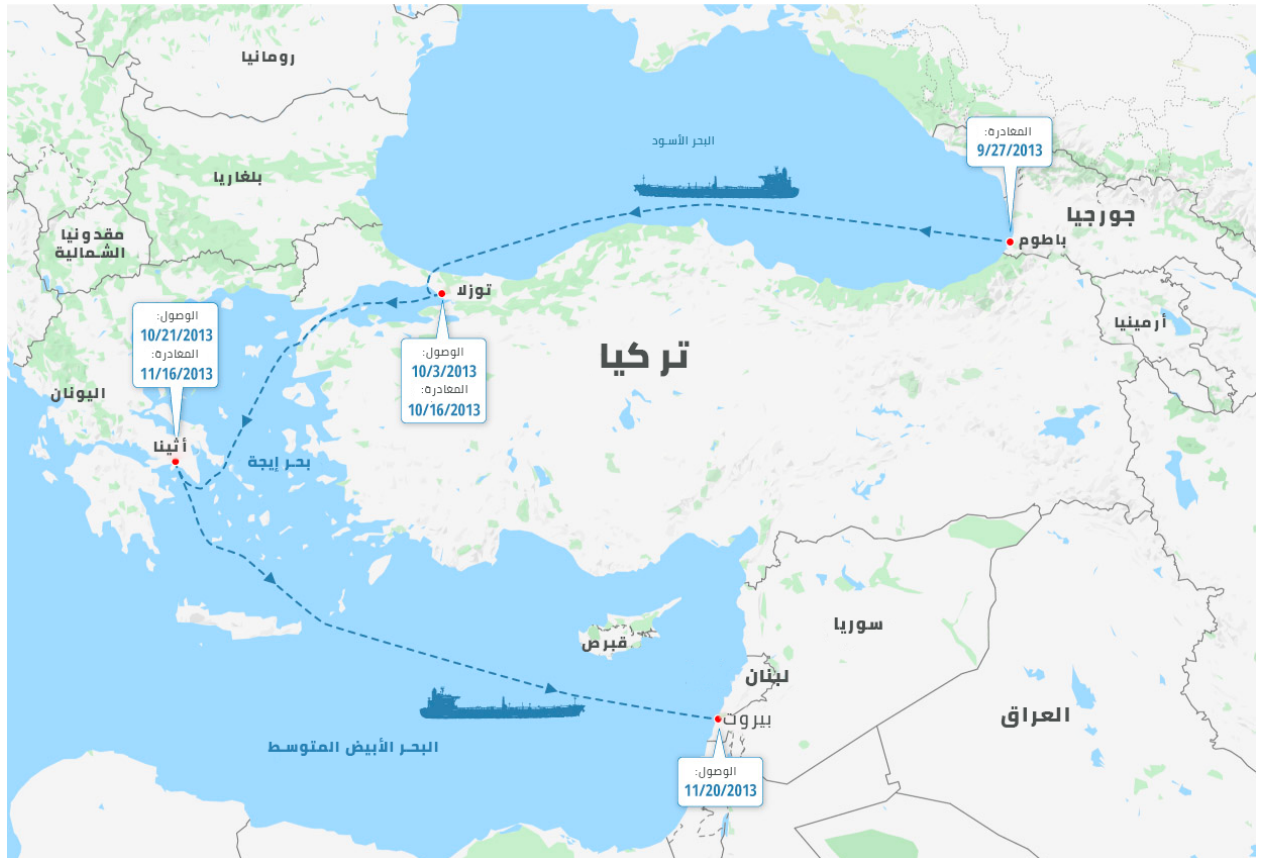 رومانيا
المغادرة:
9/27/2013
البحر الأسود
بلغاريا
جورجيا
مقدونيا
الشمالية
باطوم
توزلا
الوصول:
10/21/2013
المغادرة:
11/16/2013
أرمينيا
الوصول:
10/3/2013
المغادرة:
10/16/2013
تركيا
اليونان
أثينا
بحر إيجة
سوريا
قبرص
لبنان
العراق
بيروت
البحر الأبيض المتوسط
الوصول:
11/20/2013